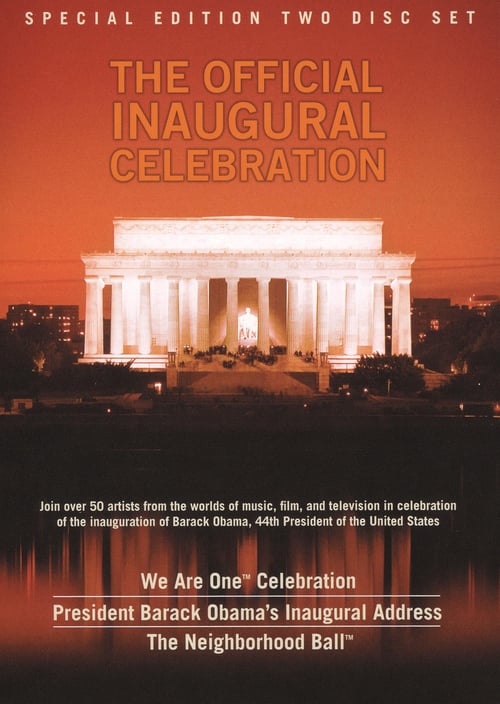 SPECIAL EDITION TWO DISC SET
THE OFFICIAL
INAUGURAL
CELEBRATION
Join over 50 artists from the worlds of music, film, and television in celebration
of the inauguration of Barack Obama, 44th President of the United States
We Are One™ Celebration
President Barack Obama's Inaugural Address
The Neighborhood Ball™